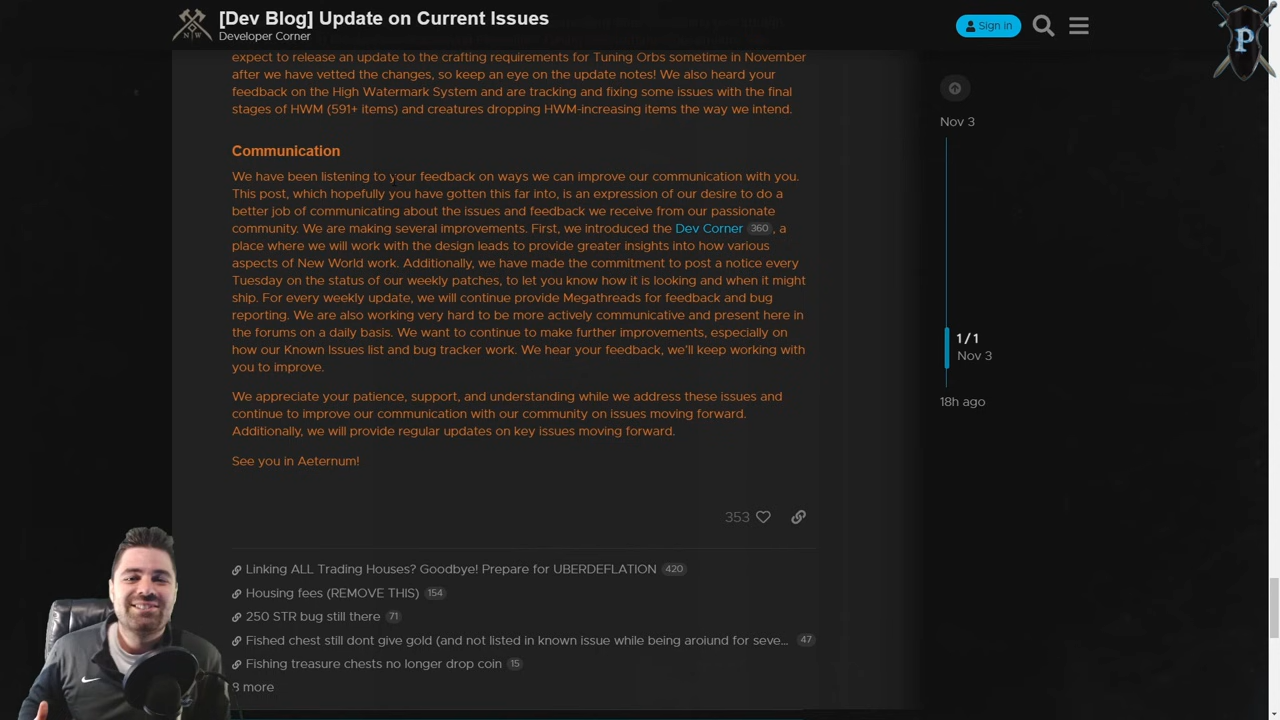 [Dev Blog] Update on Current Issues
Developer Corner
Sign in
P
N W
expect to release an update to the crafting requirements for Tuning Orbs sometime in November
after we have vetted the changes, so keep an eye on the update notes! We also heard your
feedback on the High Watermark System and are tracking and fixing some issues with the final
stages of HWM (591+ items) and creatures dropping HWM-increasing items the way we intend.
Communication
We have been listening to your feedback on ways we can improve our communication with you.
This post, which hopefully you have gotten this far into, is an expression of our desire to do a
better job of communicating about the issues and feedback we receive from our passionate
community. We are making several improvements. First, we introduced the Dev Corner 360, a
place where we will work with the design leads to provide greater insights into how various
aspects of New World work. Additionally, we have made the commitment to post a notice every
Tuesday on the status of our weekly patches, to let you know how it is looking and when it might
ship. For every weekly update, we will continue provide Megathreads for feedback and bug
reporting. We are also working very hard to be more actively communicative and present here in
the forums on a daily basis. We want to continue to make further improvements, especially on
how our Known Issues list and bug tracker work. We hear your feedback, we'll keep working with
you to improve.
We appreciate your patience, support, and understanding while we address these issues and
continue to improve our communication with our community on issues moving forward.
Additionally, we will provide regular updates on key issues moving forward.
See you in Aeternum!
353
Linking ALL Trading Houses? Goodbye! Prepare for UBERDEFLATION 420
Housing fees (REMOVE THIS) 154
250 STR bug still there 71
Fished chest still dont give gold (and not listed in known issue while being aroiund for seve... 47
Fishing treasure chests no longer drop coin 15
8 more
Nov 3
1 / 1
Nov 3
18h ago